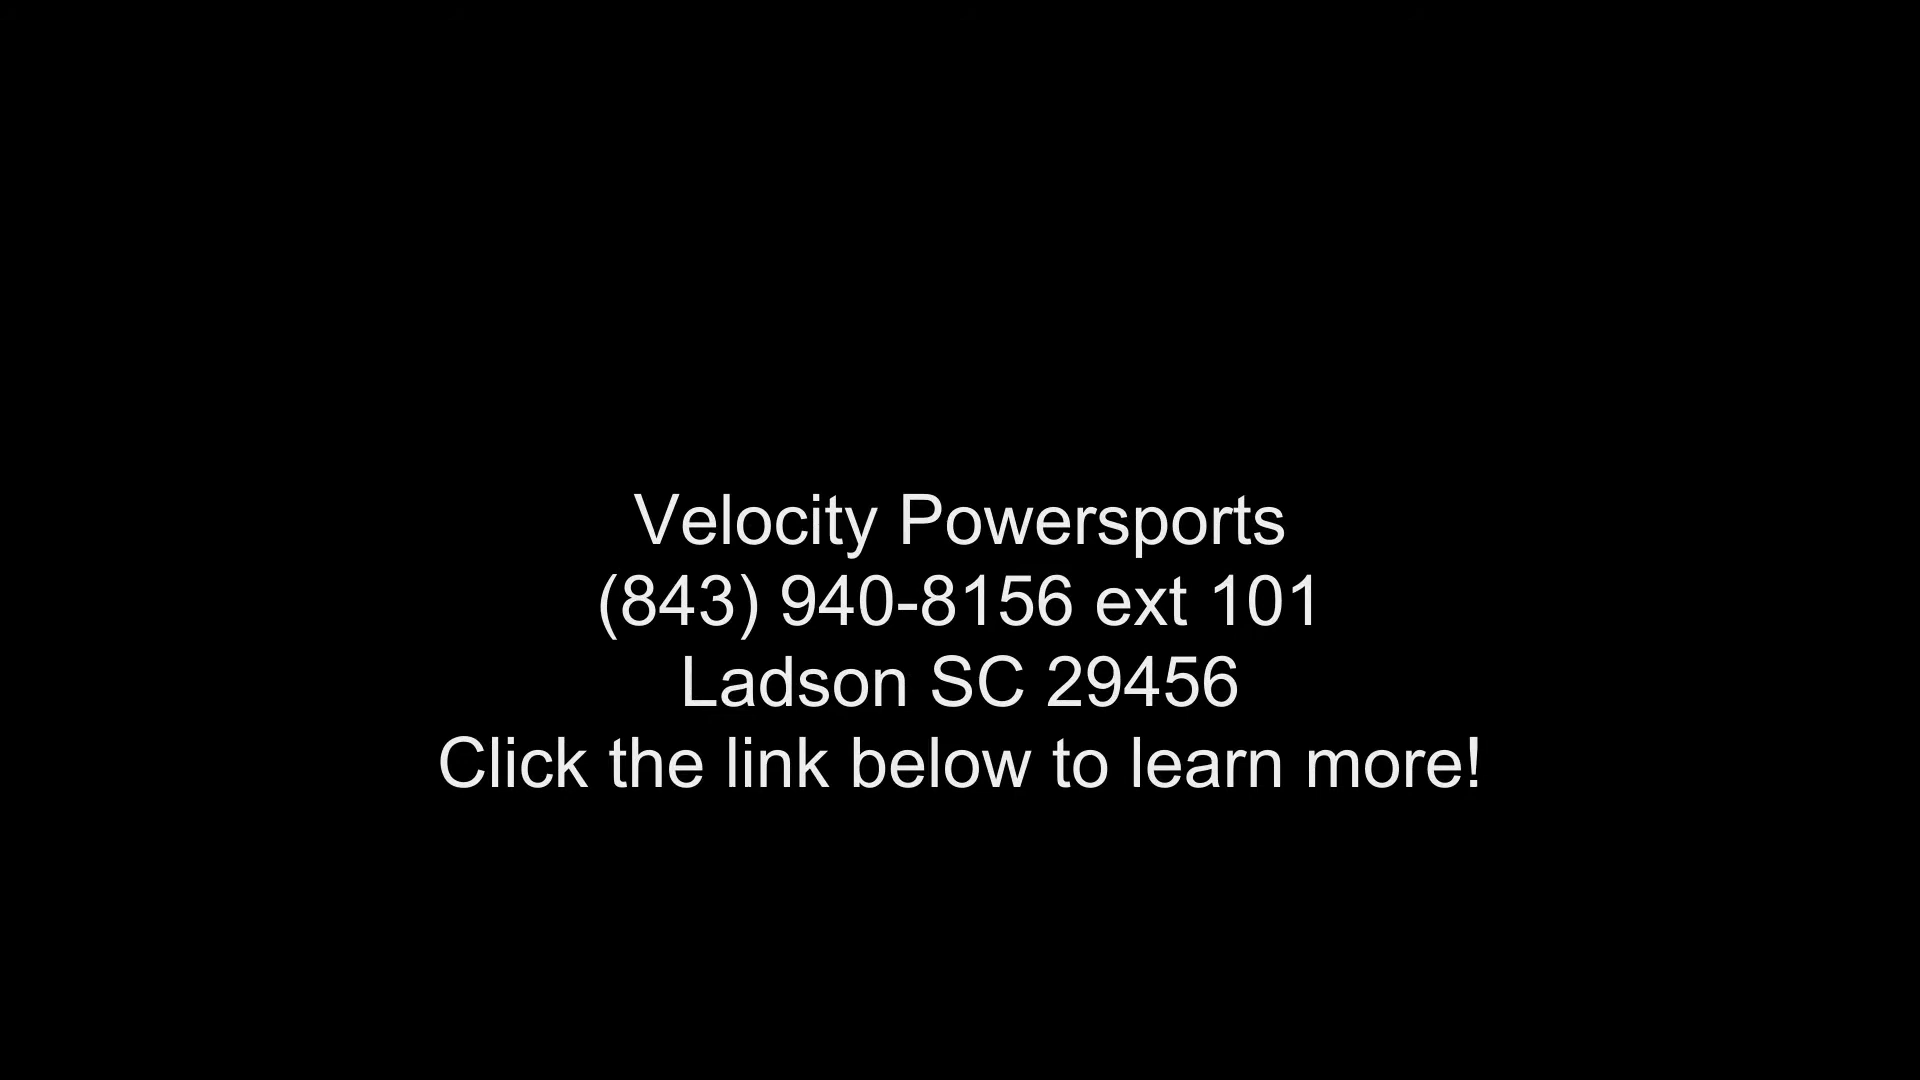 Velocity Powersports
(843) 940-8156 ext 101
Ladson SC 29456
Click the link below to learn more!